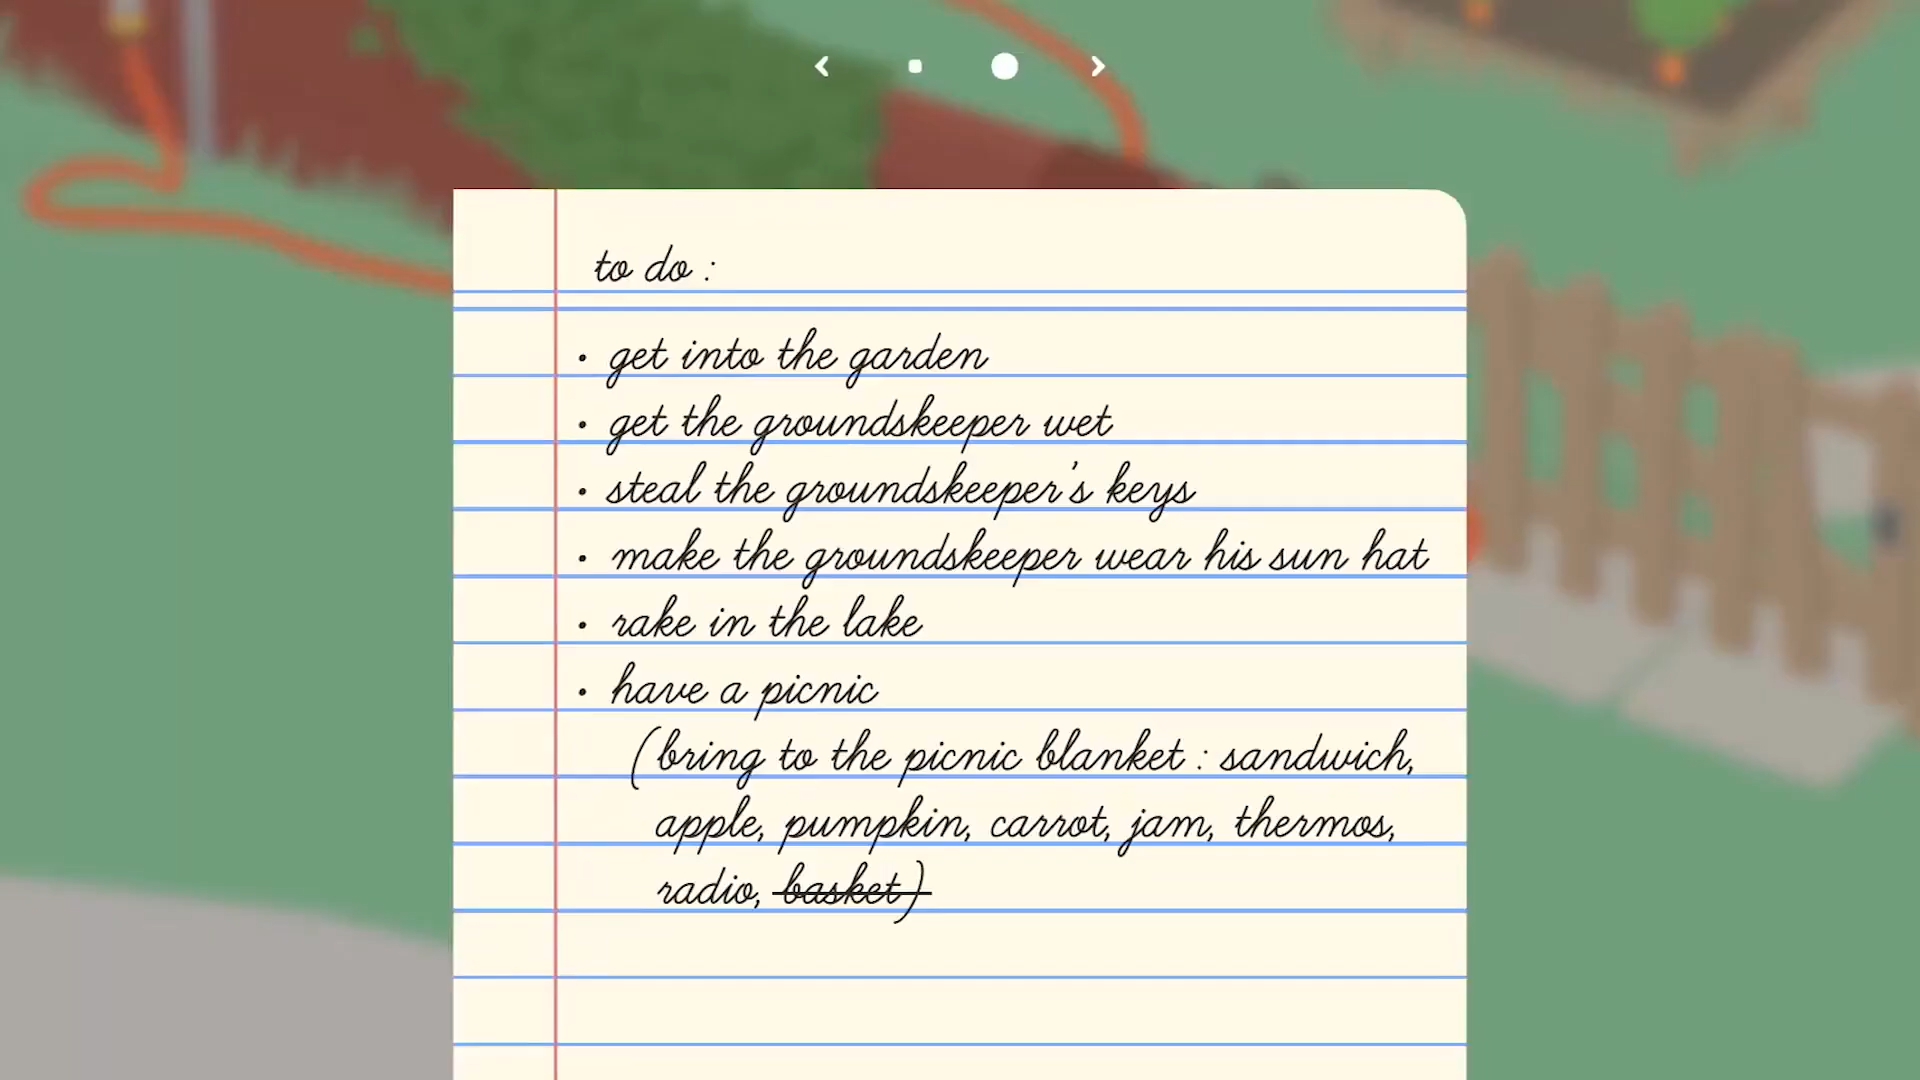 to do :
• get into the garden
• get the groundskeeper wet
• steal the groundskeeper's keys
• make the groundskeeper wear his sun hat
• rake in the lake
• have a picnic
(bring to the picnic blanket : sandwich,
apple, pumpkin, carrot, jam, thermos,
radio, basket)